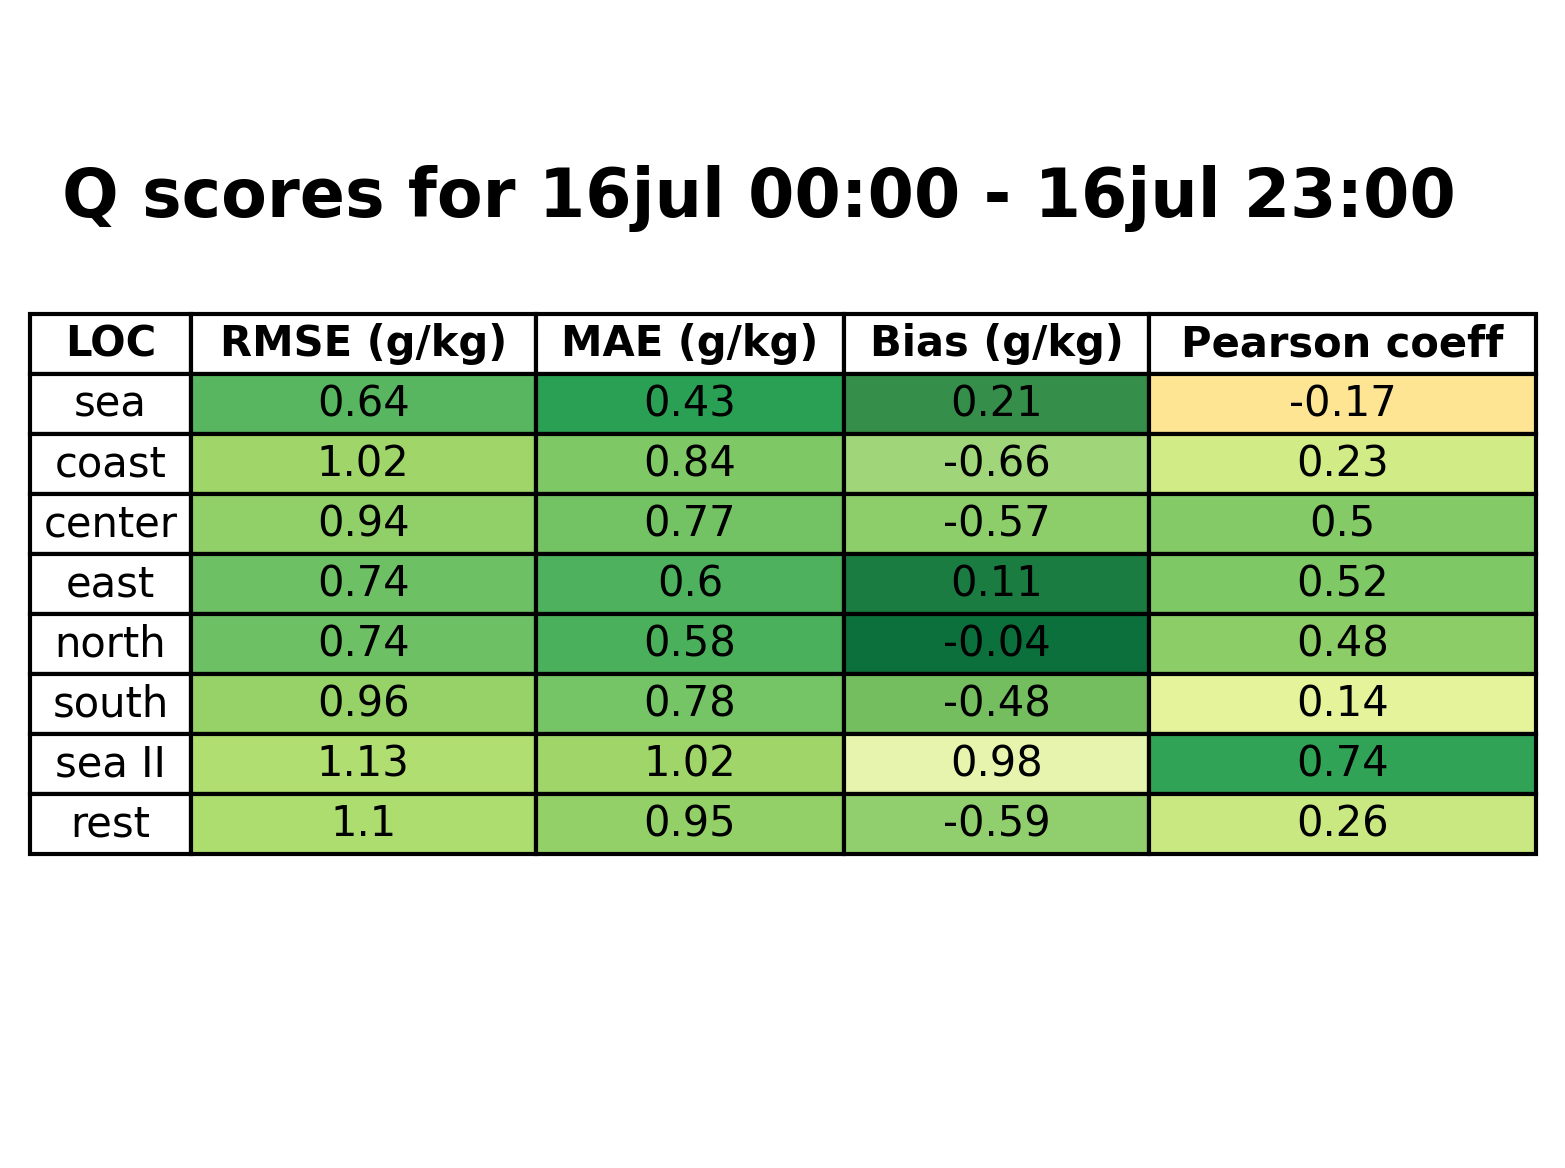 Q scores for 16jul 00:00 - 16jul 23:00
LOC RMSE (g/kg) MAE (g/kg) Bias (g/kg) Pearson coeff
sea 0.64 0.43 0.21 -0.17
coast 1.02 0.84 -0.66 0.23
center 0.94 0.77 -0.57 0.5
east 0.74 0.6 0.11 0.52
north 0.74 0.58 -0.04 0.48
south 0.96 0.78 -0.48 0.14
sea II 1.13 1.02 0.98 0.74
rest 1.1 0.95 -0.59 0.26